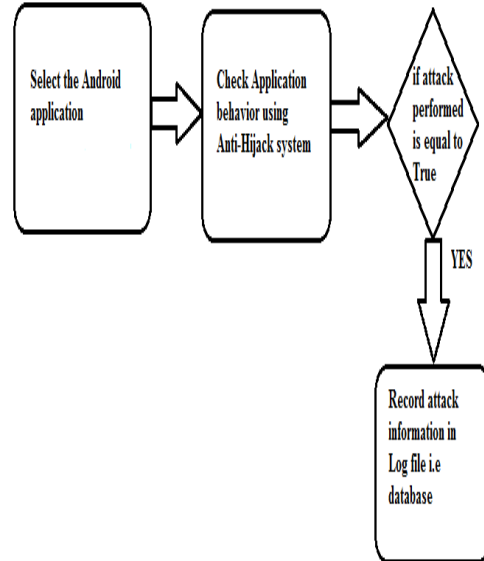 Select the Android
application
Check Application
behavior using
Anti-Hijack system
if attack
performed
is equal to
True
YES
Record attack
information in
Log file i.e
database